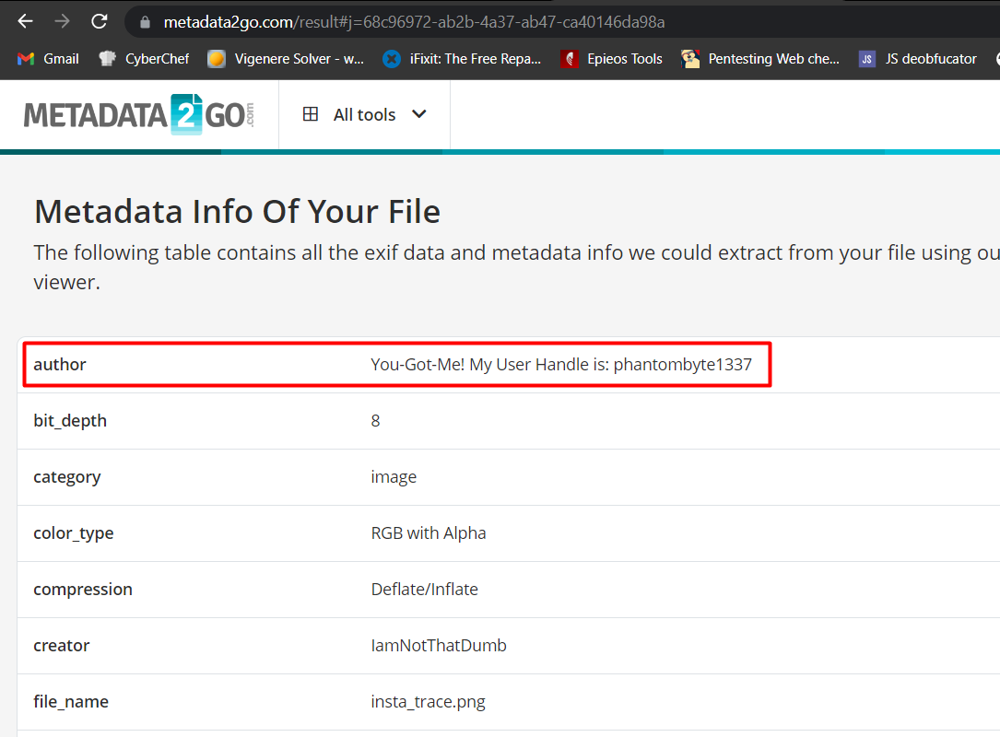 metadata2go.com/result#j=68c96972-ab2b-4a37-ab47-ca40146da98a
Gmail CyberChef Vigenere Solver - w... iFixit: The Free Repa... Epieos Tools Pentesting Web che... JS JS deobfucator
METADATA 2 GO .com All tools
Metadata Info Of Your File
The following table contains all the exif data and metadata info we could extract from your file using ou
viewer.
author You-Got-Me! My User Handle is: phantombyte1337
bit_depth 8
category image
color_type RGB with Alpha
compression Deflate/Inflate
creator IamNotThatDumb
file_name insta_trace.png